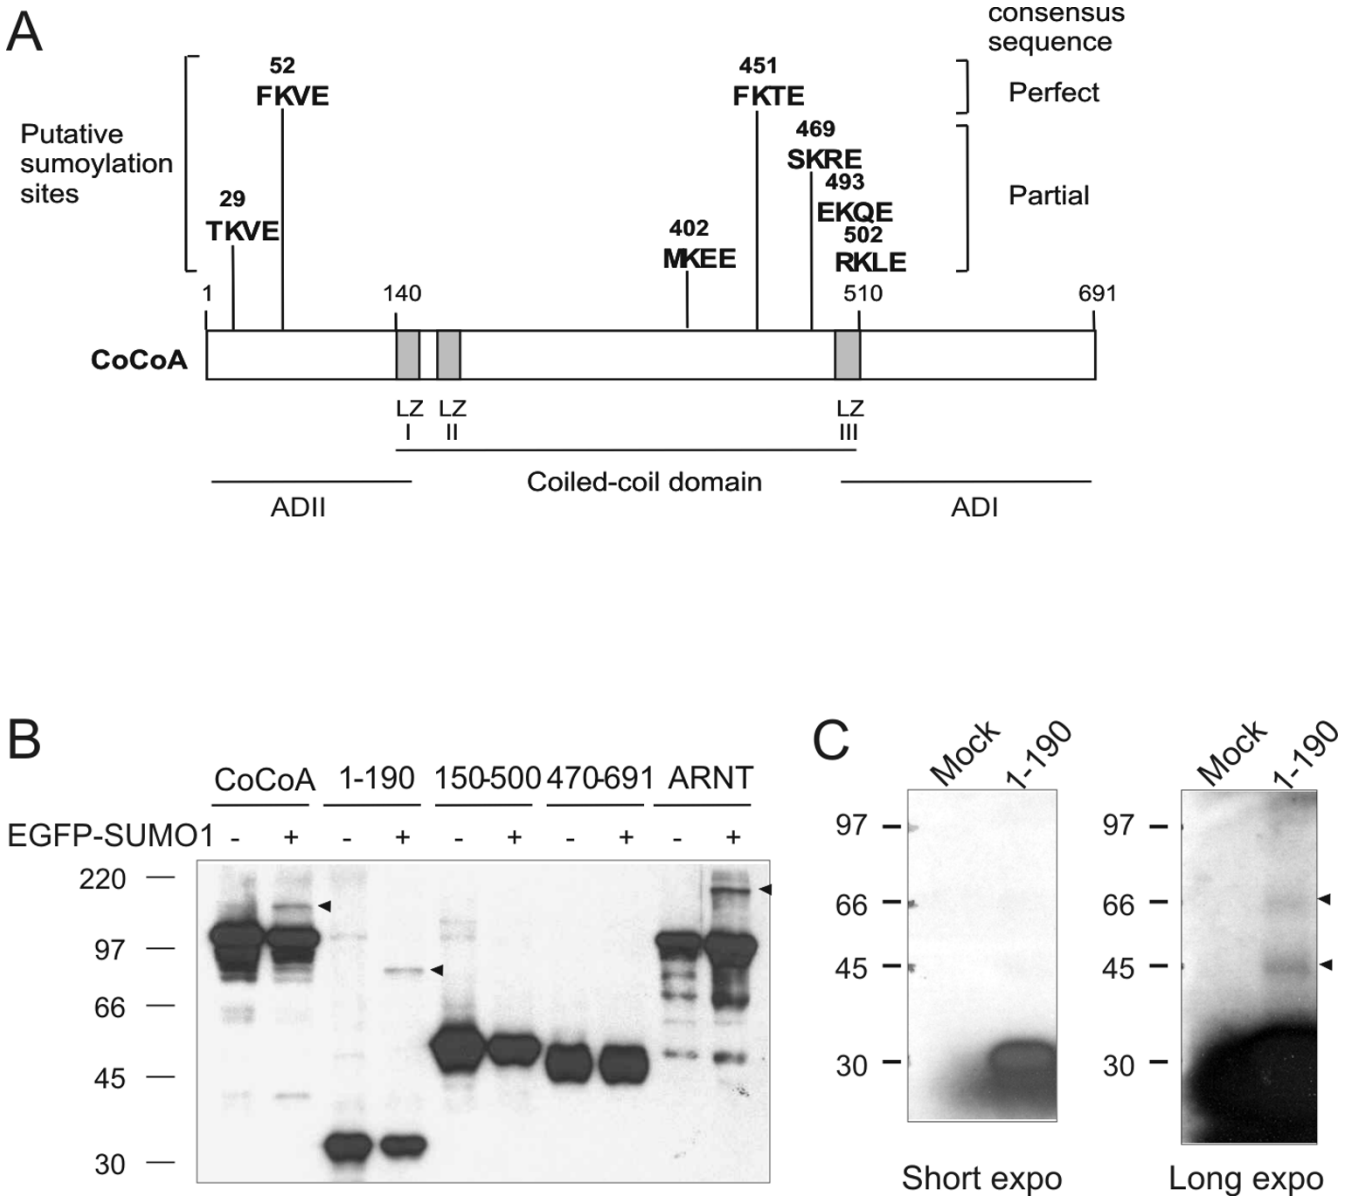 A
consensus
sequence
52
FKVE
451
FKTE
Perfect
Putative
sumoylation
sites
469
SKRE
29
TKVE
493
EKQE
Partial
402
MKEE
502
RKLE
1
140
510
691
CoCoA
LZ
I
LZ
II
LZ
III
Coiled-coil domain
ADII
ADI
B
CoCoA 1-190 150-500 470-691 ARNT
EGFP-SUMO1 - + - + - + - + - +
220
97
66
45
30
C
Mock 1-190
97
66
45
30
Short expo
Mock 1-190
97
66
45
30
Long expo